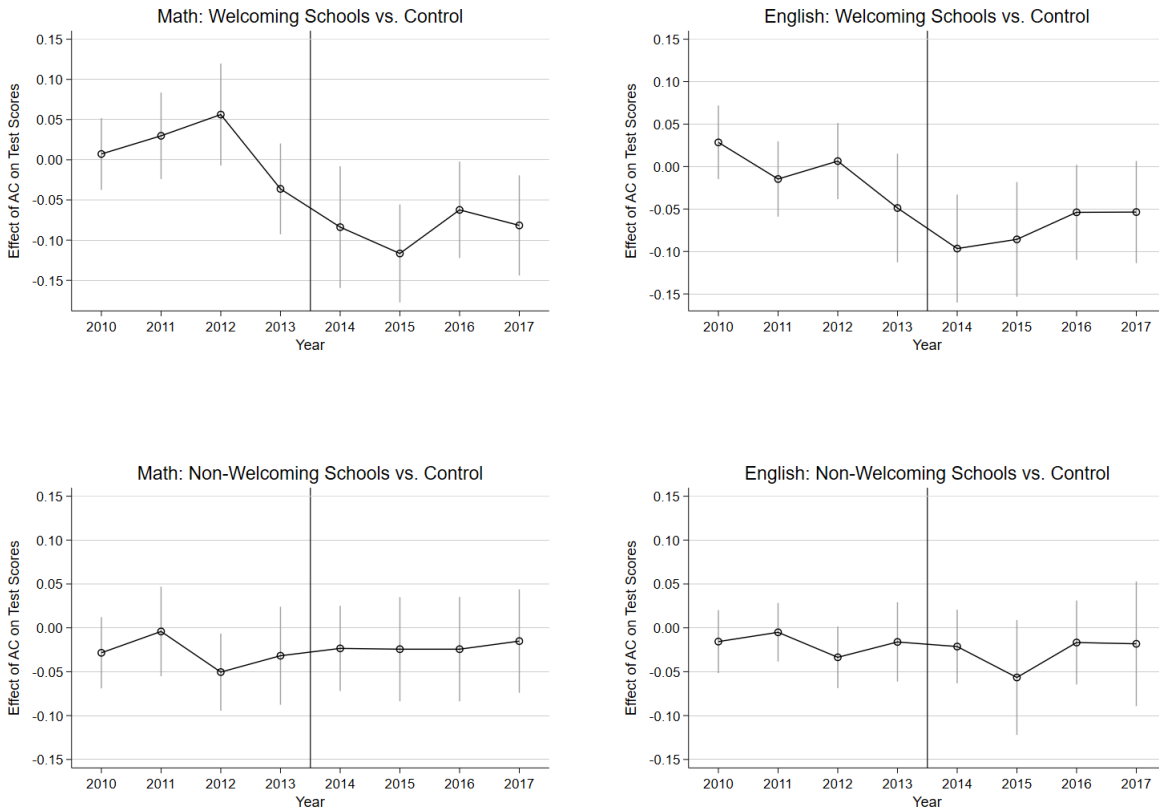 Math: Welcoming Schools vs. Control
Effect of AC on Test Scores
0.15
0.10
0.05
0.00
-0.05
-0.10
-0.15
2010 2011 2012 2013 2014 2015 2016 2017
Year
English: Welcoming Schools vs. Control
Effect of AC on Test Scores
0.15
0.10
0.05
0.00
-0.05
-0.10
-0.15
2010 2011 2012 2013 2014 2015 2016 2017
Year
Math: Non-Welcoming Schools vs. Control
Effect of AC on Test Scores
0.15
0.10
0.05
0.00
-0.05
-0.10
-0.15
2010 2011 2012 2013 2014 2015 2016 2017
Year
English: Non-Welcoming Schools vs. Control
Effect of AC on Test Scores
0.15
0.10
0.05
0.00
-0.05
-0.10
-0.15
2010 2011 2012 2013 2014 2015 2016 2017
Year